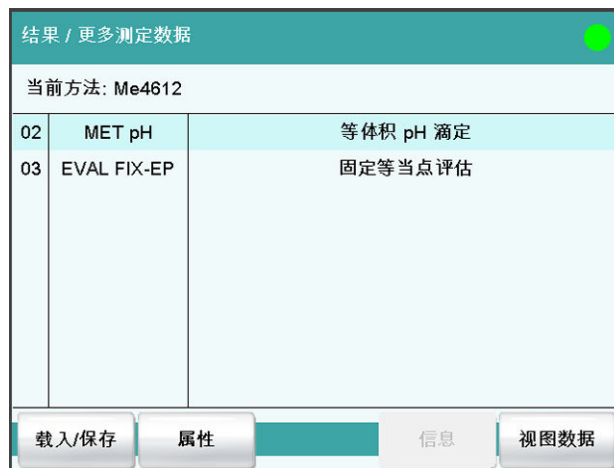 结果 / 更多测定数据
当前方法: Me4612
02 MET pH 等体积 pH 滴定
03 EVAL FIX-EP 固定等当点评估
载入/保存 属性 信息 视图数据